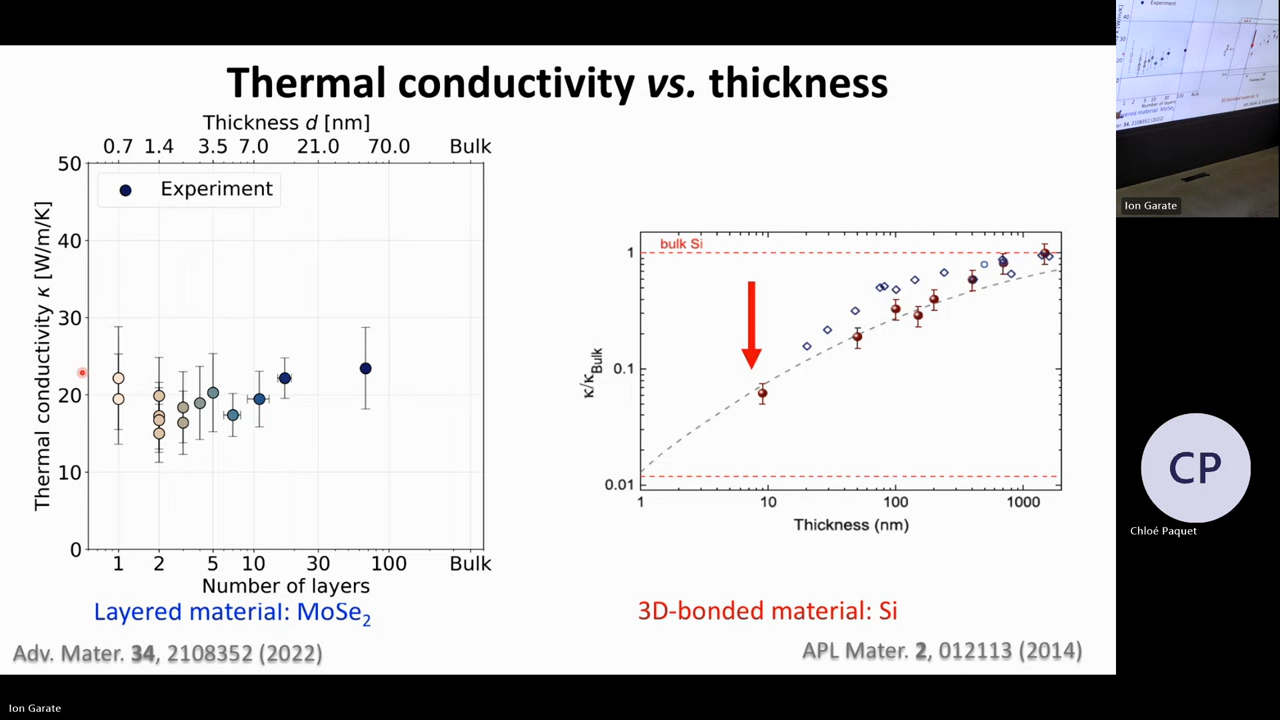 Thermal conductivity vs. thickness
Thickness d [nm]
0.7 1.4 3.5 7.0 21.0 70.0 Bulk
50
40
30
20
10
0
Thermal conductivity κ [W/m/K]
Experiment
1 2 5 10 30 100 Bulk
Number of layers
Layered material: MoSe2
Adv. Mater. 34, 2108352 (2022)
bulk Si
1
0.1
0.01
κ/κBulk
1 10 100 1000
Thickness (nm)
3D-bonded material: Si
APL Mater. 2, 012113 (2014)
Experiment
Number of layers
Ion Garate
CP
Chloé Paquet
Ion Garate